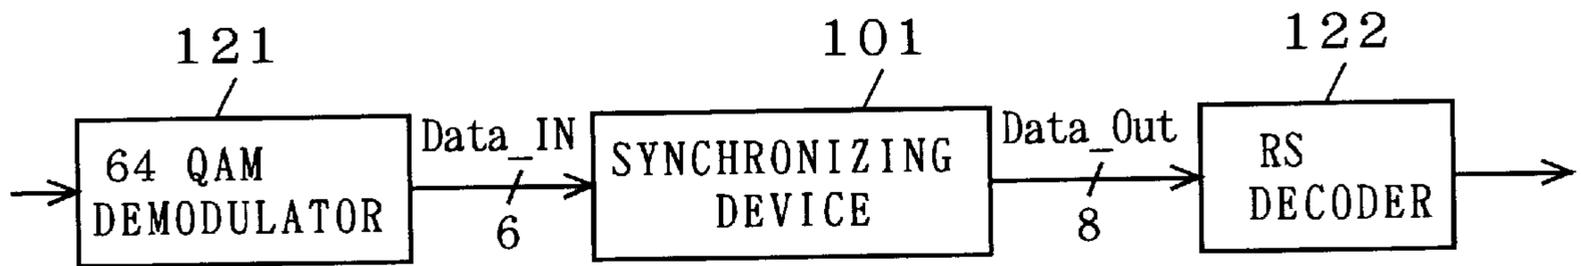 121
101
122
64 QAM
DEMODULATOR
Data_IN
6
SYNCHRONIZING
DEVICE
Data_Out
8
RS
DECODER